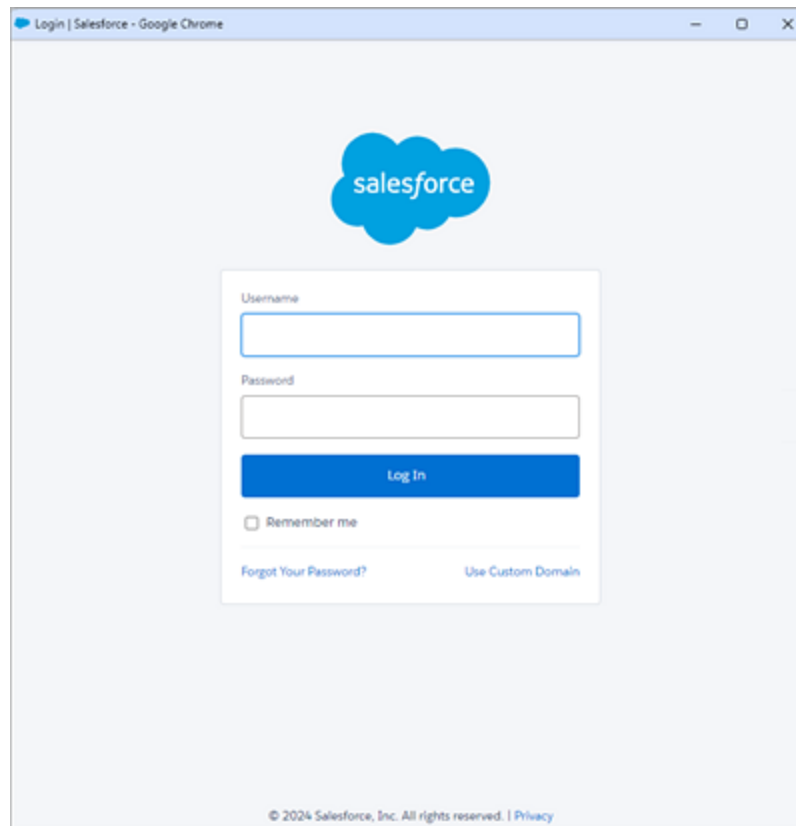 Login | Salesforce - Google Chrome
salesforce
Username
Password
Log In
Remember me
Forgot Your Password? Use Custom Domain
© 2024 Salesforce, Inc. All rights reserved. | Privacy